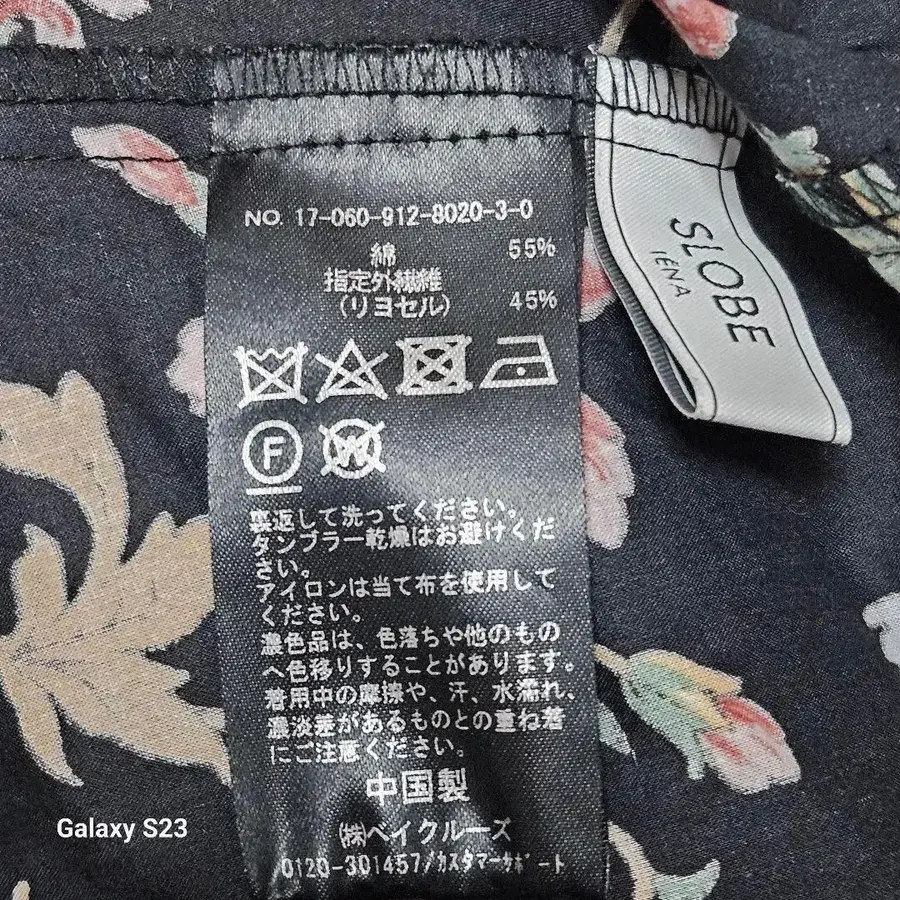 NO. 17-060-912-8020-3-0
綿 55%
指定外繊維
(リヨセル) 45%
F
W
裏返して洗ってください。
タンブラー乾燥はお避けくだ
さい。
アイロンは当て布を使用して
ください。
濃色品は、色落ちや他のもの
へ色移りすることがあります。
着用中の摩擦や、汗、水濡れ、
濃淡差があるものとの重ね着
にご注意ください。
中国製
㈱ベイクルーズ
0120-301457/カスタマーサポート
SLOBE
IÉNA
Galaxy S23